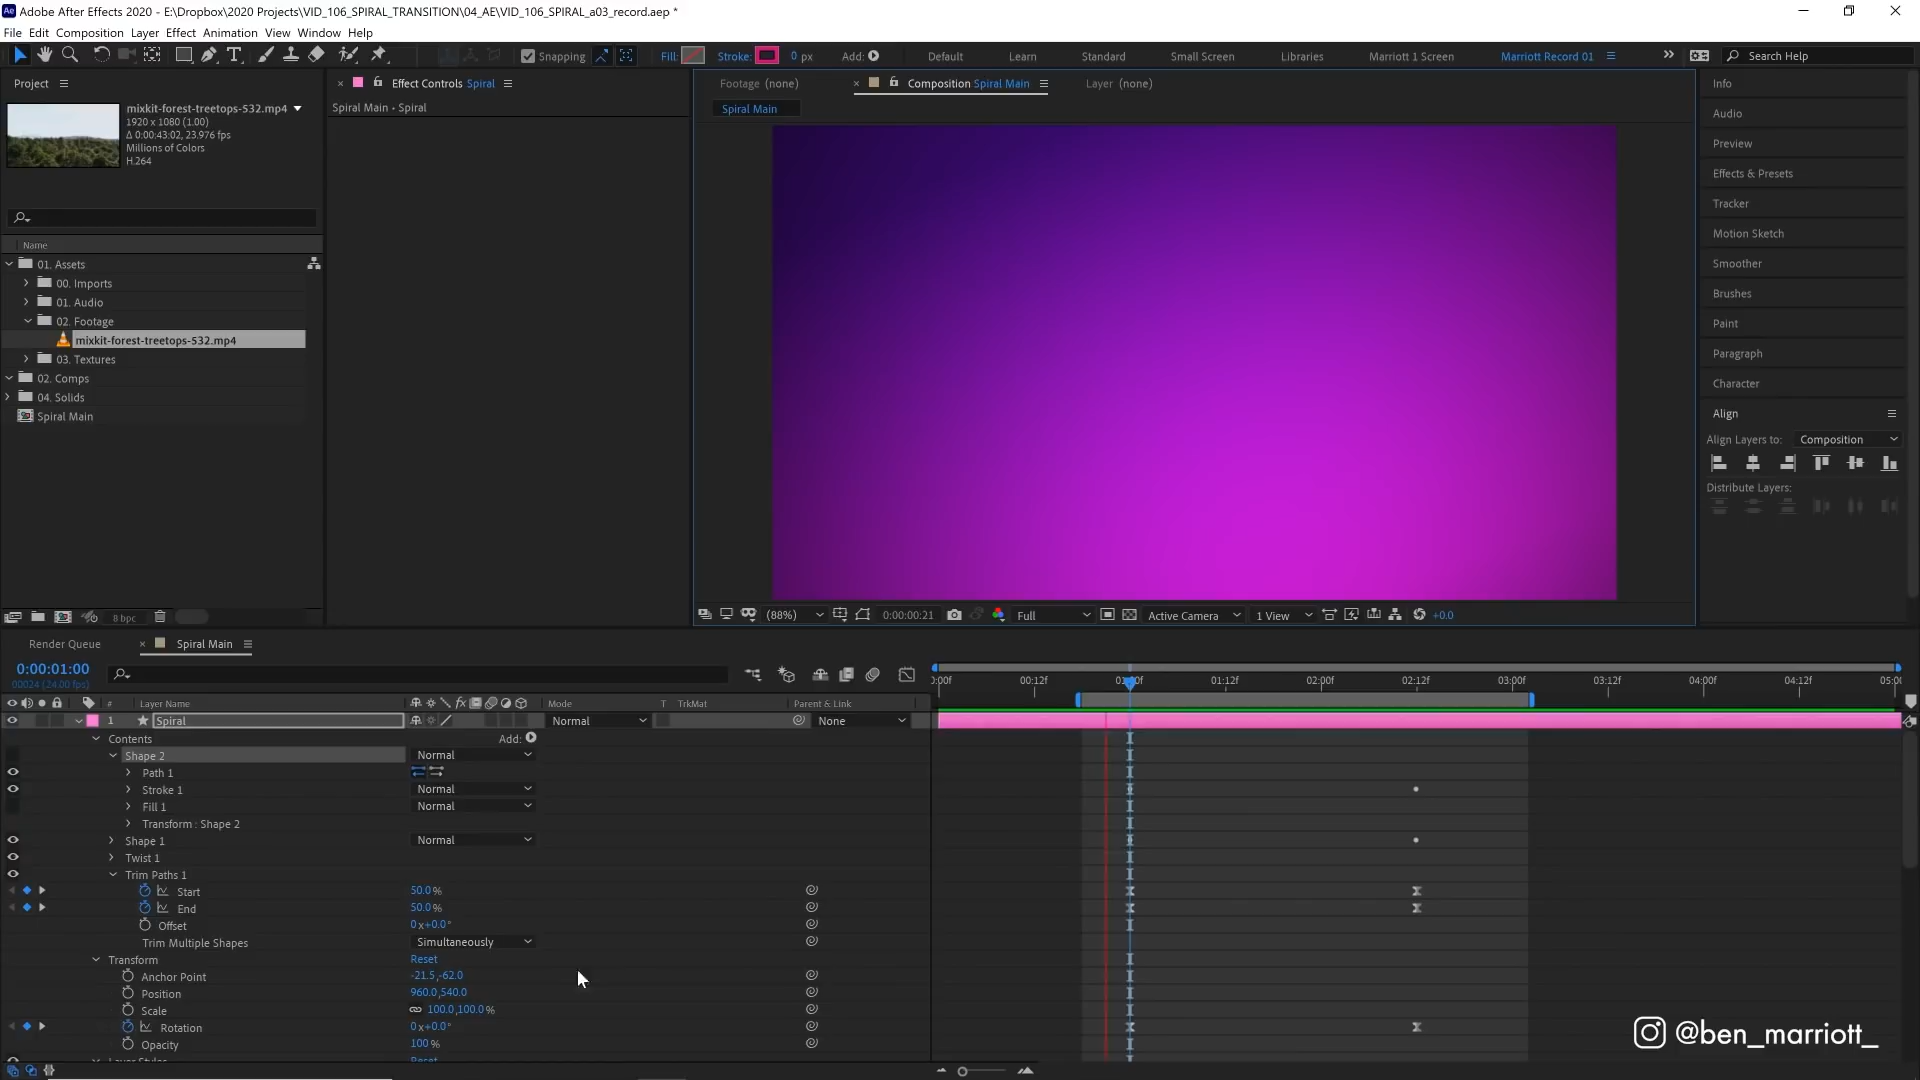 Adobe After Effects 2020 - E:\Dropbox\2020 Projects\VID_106_SPIRAL_TRANSITION\04_AE\VID_106_SPIRAL_a03_record.aep *
File Edit Composition Layer Effect Animation View Window Help
Snapping Fill: Stroke: 0 px Add: Default Learn Standard Small Screen Libraries Marriott 1 Screen Marriott Record 01 Search Help
Project
Effect Controls Spiral
Footage (none) Composition Spiral Main Layer (none)
Info
mixkit-forest-treetops-532.mp4
1920 x 1080 (1.00)
Δ 0:00:43:02, 23.976 fps
Millions of Colors
H.264
Spiral Main • Spiral
Spiral Main
Audio
Preview
Effects & Presets
Tracker
Motion Sketch
Smoother
Brushes
Paint
Paragraph
Character
Align
Align Layers to: Composition
Distribute Layers:
Name
01. Assets
00. Imports
01. Audio
02. Footage
mixkit-forest-treetops-532.mp4
03. Textures
02. Comps
04. Solids
Spiral Main
8 bpc
(88%) 0:00:00:21 Full Active Camera 1 View +0.0
Render Queue Spiral Main
0:00:01:00
00024 (24.00 fps)
00:12f 01:12f 02:00f 02:12f 03:00f 03:12f 04:00f 04:12f
# Layer Name Mode T TrkMat Parent & Link
1 Spiral Normal None
Contents Add:
Shape 2 Normal
Path 1
Stroke 1 Normal
Fill 1 Normal
Transform : Shape 2
Shape 1 Normal
Twist 1
Trim Paths 1
Start 50.0 %
End 50.0 %
Offset 0 x+0.0°
Trim Multiple Shapes Simultaneously
Transform Reset
Anchor Point -21.5,-62.0
Position 960.0,540.0
Scale 100.0,100.0 %
Rotation 0 x+0.0°
Opacity 100 %
@ben_marriott_